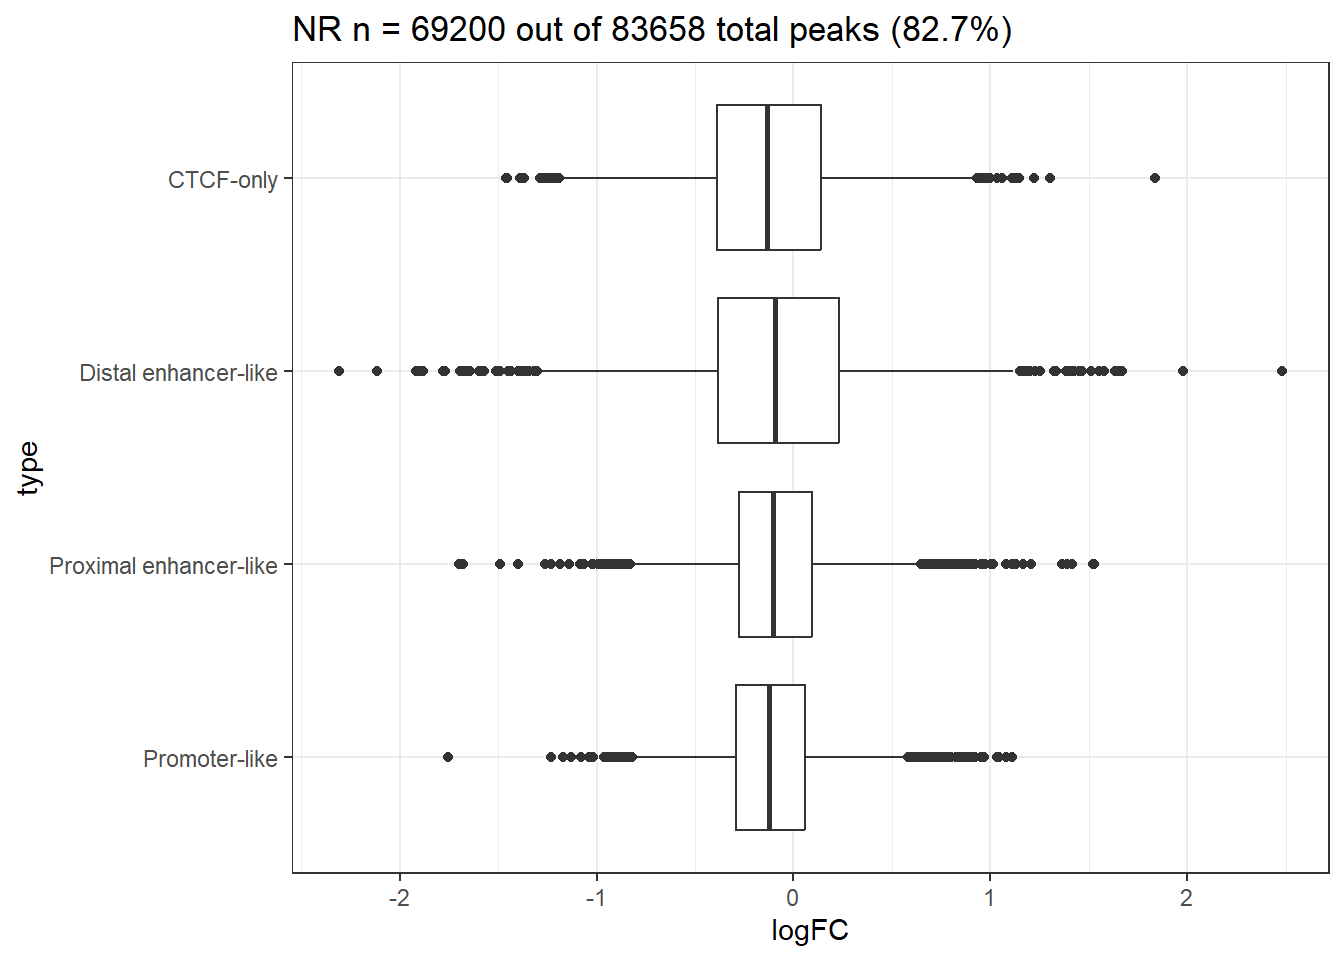 NR n = 69200 out of 83658 total peaks (82.7%)
CTCF-only
Distal enhancer-like
Proximal enhancer-like
Promoter-like
type
-2 -1 0 1 2
logFC